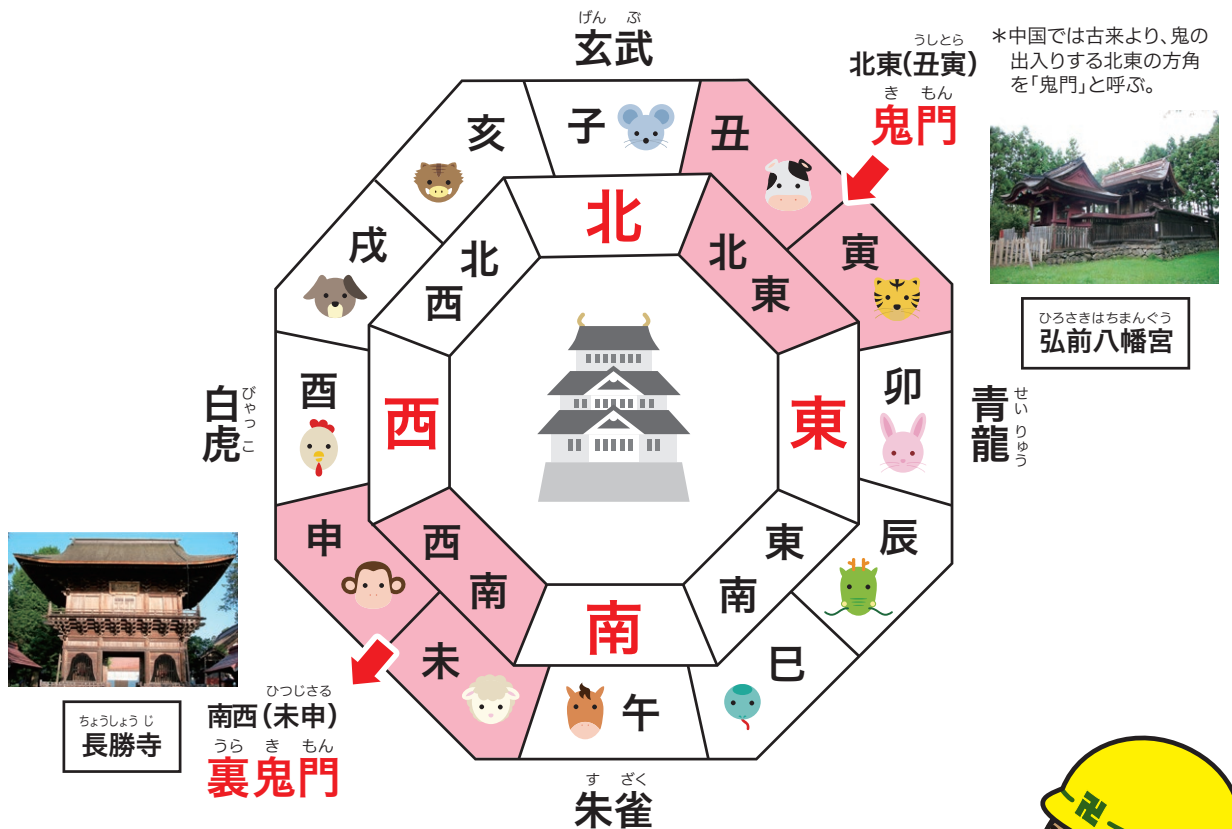 げん ぶ
玄武
うしとら
北東(丑寅)
き もん
鬼門
＊中国では古来より、鬼の
出入りする北東の方角
を「鬼門」と呼ぶ。
亥
子
丑
戌
北
寅
北西
北東
ひろさきはちまんぐう
弘前八幡宮
びゃっ こ
白虎
酉
西
東
卯
せい りゅう
青龍
申
西南
東南
辰
南
未
午
巳
ちょうしょう じ
長勝寺
ひつじさる
南西(未申)
うら き もん
裏鬼門
す ざく
朱雀
卍